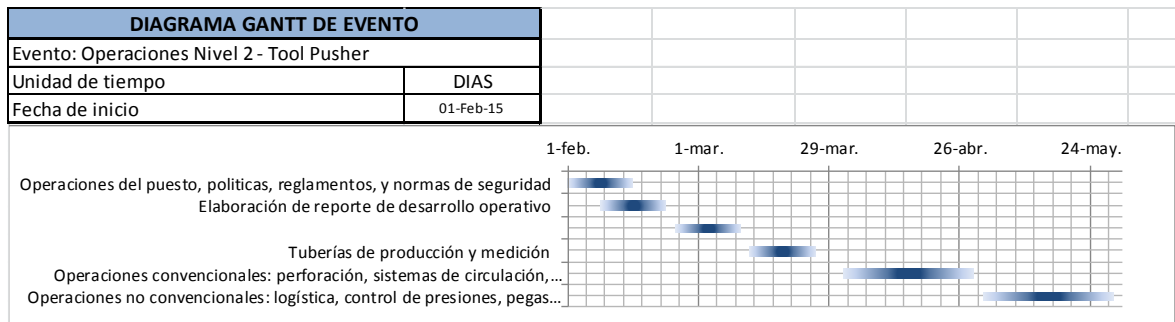 DIAGRAMA GANTT DE EVENTO
Evento: Operaciones Nivel 2 - Tool Pusher
Unidad de tiempo DIAS
Fecha de inicio 01-Feb-15
1-feb. 1-mar. 29-mar. 26-abr. 24-may.
Operaciones del puesto, politicas, reglamentos, y normas de seguridad
Elaboración de reporte de desarrollo operativo
Tuberías de producción y medición
Operaciones convencionales: perforación, sistemas de circulación,...
Operaciones no convencionales: logística, control de presiones, pegas...